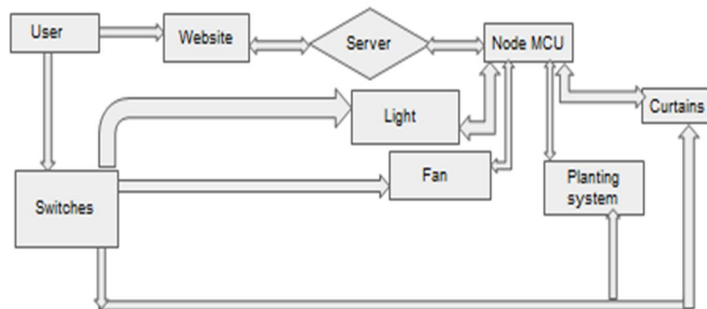 User
Website
Server
Node MCU
Light
Curtains
Fan
Planting
system
Switches